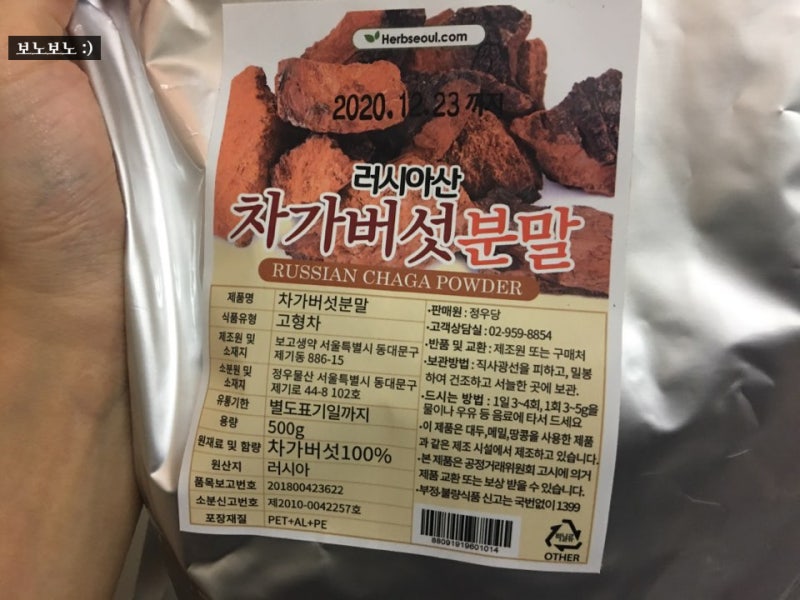 보노보노 :)
Herbseoul.com
2020.12.23 까지
러시아산
차가버섯분말
RUSSIAN CHAGA POWDER
제품명 차가버섯분말
식품유형 고형차
제조원 및 소재지 보고생약 서울특별시 동대문구
제기동 886-15
소분원 및 소재지 정우물산 서울특별시 동대문구
제기로 44-8 102호
유통기한 별도표기일까지
용량 500g
원재료 및 함량 차가버섯100%
원산지 러시아
품목보고번호 201800423622
소분신고번호 제2010-0042257호
포장재질 PET+AL+PE
·판매원 : 정우당
·고객상담실 : 02-959-8854
·반품 및 교환 : 제조원 또는 구매처
·보관방법 : 직사광선을 피하고, 밀봉
하여 건조하고 서늘한 곳에 보관.
·드시는 방법 : 1일 3~4회, 1회 3~5g을
물이나 우유 등 음료에 타서 드세요
·이 제품은 대두,메밀,땅콩을 사용한 제품
과 같은 제조 시설에서 제조하고 있습니다.
·본 제품은 공정거래위원회 고시에 의거
제품 교환 또는 보상 받을 수 있습니다.
·부정·불량식품 신고는 국번없이 1399
88091919601014
비닐류
OTHER